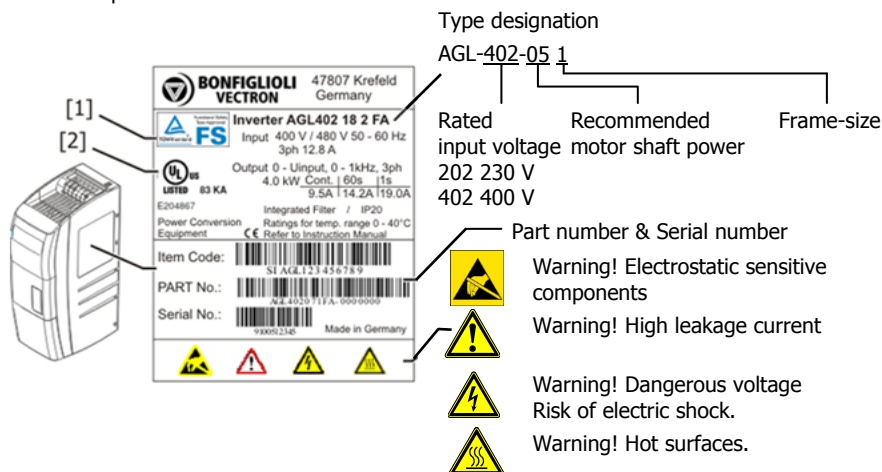 Type designation
AGL-402-05 1
Rated input voltage
202 230 V
402 400 V
Recommended motor shaft power
Frame-size
[1]
[2]
BONFIGLIOLI
VECTRON
47807 Krefeld
Germany
FS
Inverter AGL402 18 2 FA
Input 400 V / 480 V 50 - 60 Hz
3ph 12.8 A
UL US
LISTED 83 KA
Output 0 - Uinput, 0 - 1kHz, 3ph
4.0 kW Cont. | 60s | 1s
9.5A | 14.2A | 19.0A
E204867
Integrated Filter / IP20
Power Conversion
Equipment
CE
Ratings for temp. range 0 - 40°C
Refer to Instruction Manual
Item Code:
SI AGL123456789
PART No.:
AGL402071FA-0000000
Serial No.:
9100512345
Made in Germany
Part number & Serial number
Warning! Electrostatic sensitive
components
Warning! High leakage current
Warning! Dangerous voltage
Risk of electric shock.
Warning! Hot surfaces.